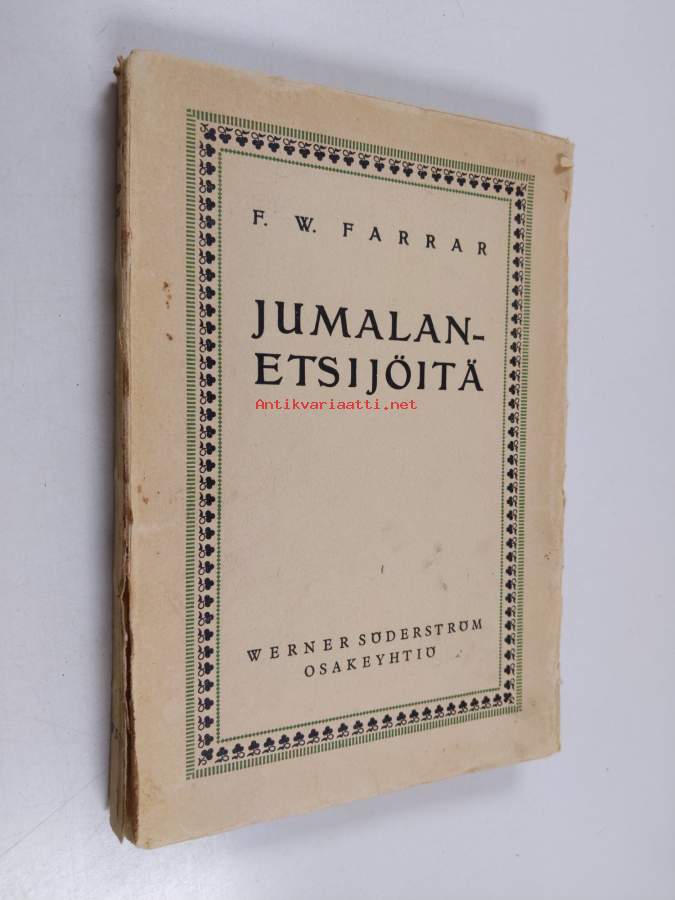 F. W. FARRAR
JUMALAN-
ETSIJÖITÄ
Antikvariaatti.net
WERNER SÖDERSTRÖM
OSAKEYHTIÖ